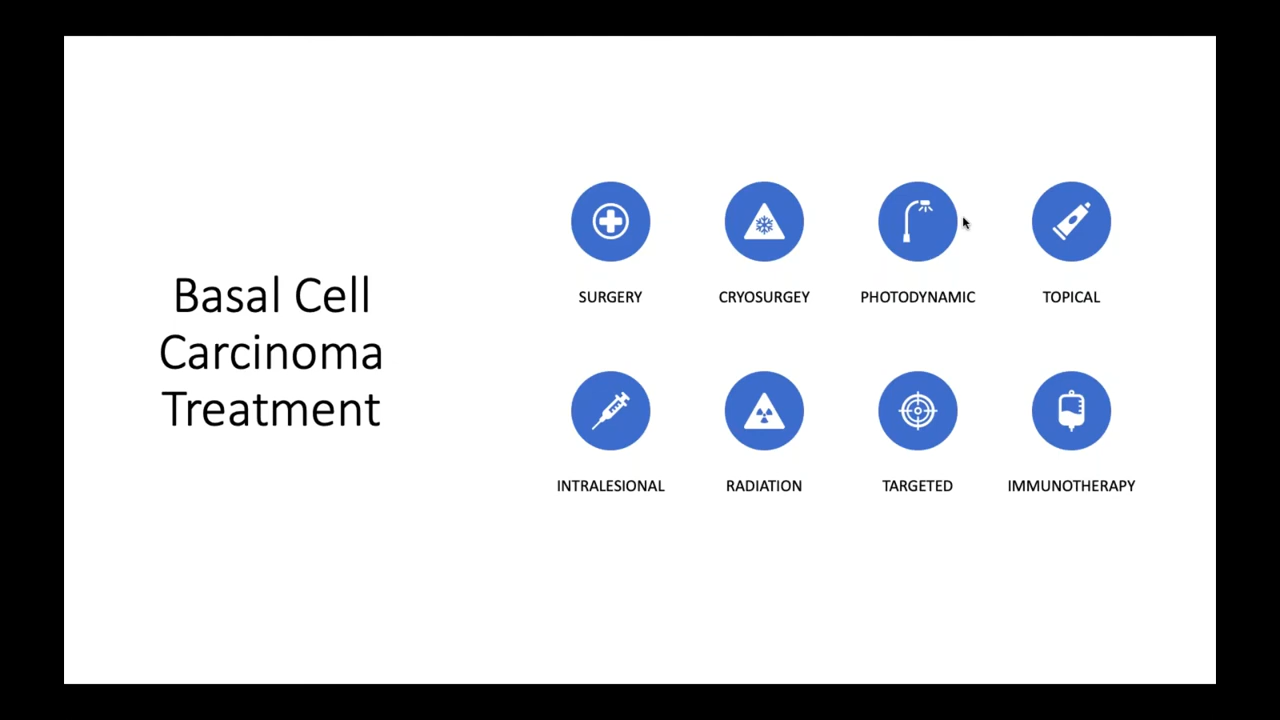 Basal Cell
Carcinoma
Treatment
SURGERY
CRYOSURGEY
PHOTODYNAMIC
TOPICAL
INTRALESIONAL
RADIATION
TARGETED
IMMUNOTHERAPY